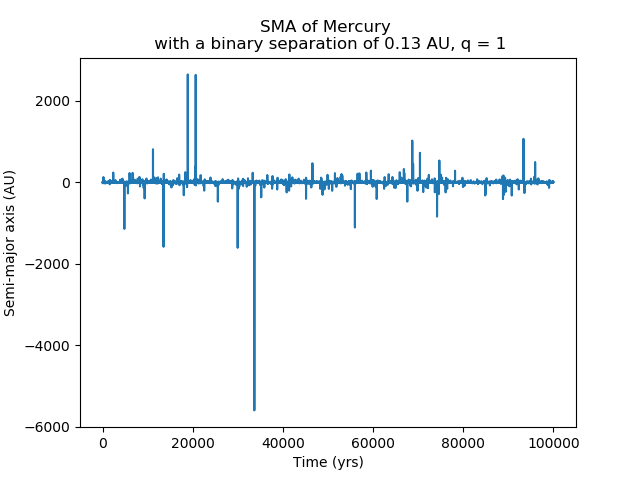 SMA of Mercury
with a binary separation of 0.13 AU, q = 1
Semi-major axis (AU)
2000
0
−2000
−4000
−6000
0 20000 40000 60000 80000 100000
Time (yrs)